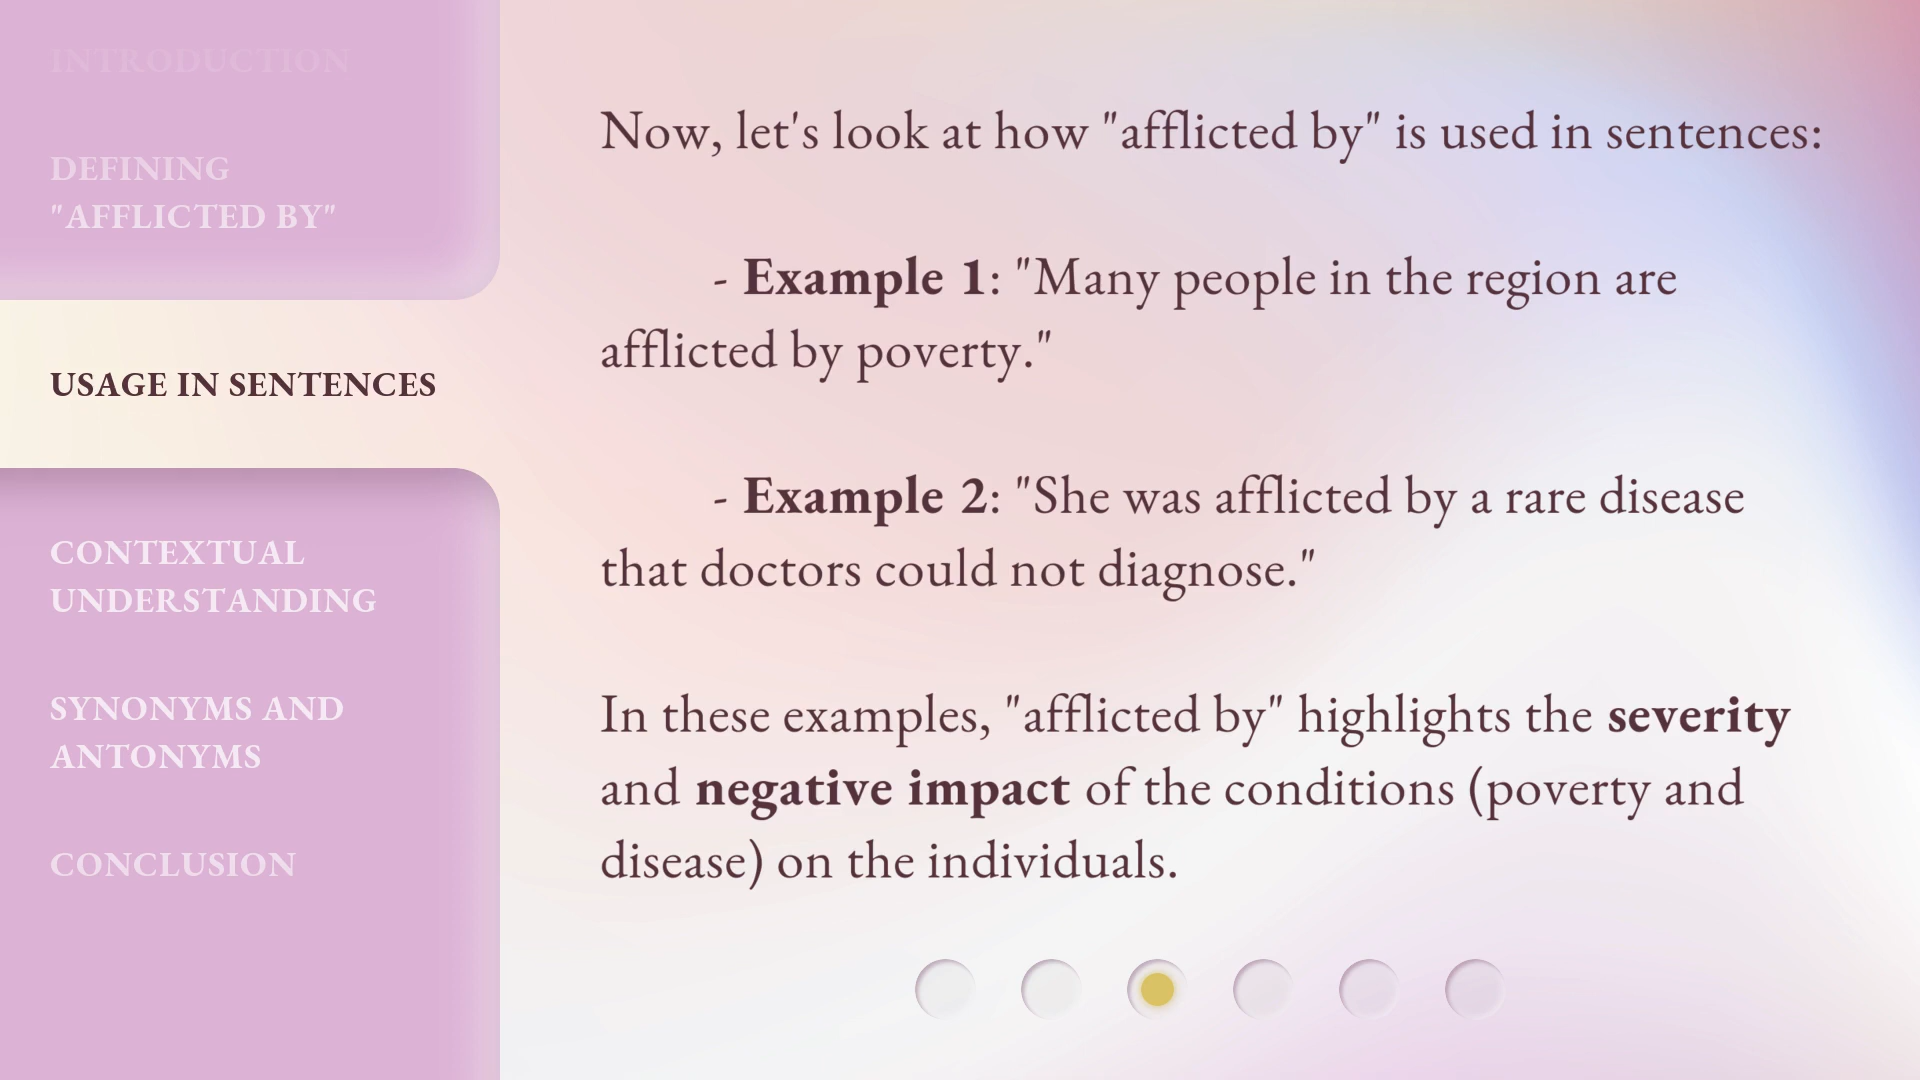 INTRODUCTION
DEFINING
"AFFLICTED BY"
USAGE IN SENTENCES
CONTEXTUAL
UNDERSTANDING
SYNONYMS AND
ANTONYMS
CONCLUSION
Now, let's look at how "afflicted by" is used in sentences:
- Example 1: "Many people in the region are
afflicted by poverty."
- Example 2: "She was afflicted by a rare disease
that doctors could not diagnose."
In these examples, "afflicted by" highlights the severity
and negative impact of the conditions (poverty and
disease) on the individuals.